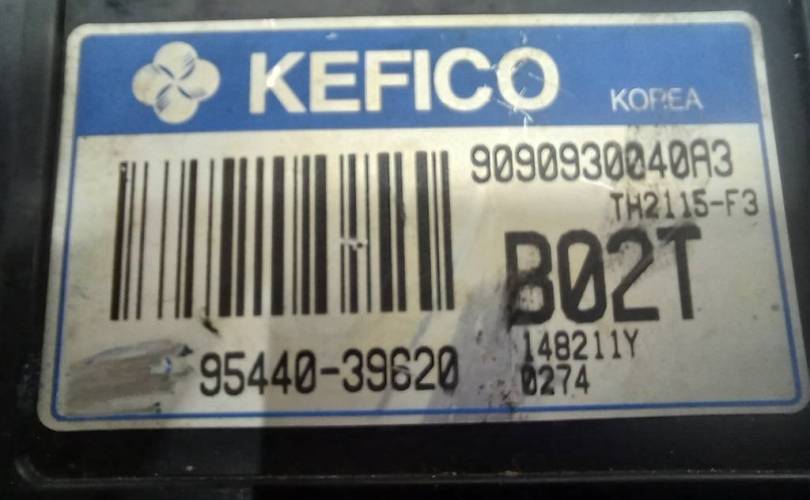 KEFICO KOREA
9090930040A3
TH2115-F3
B02T
148211Y
95440-39620
0274